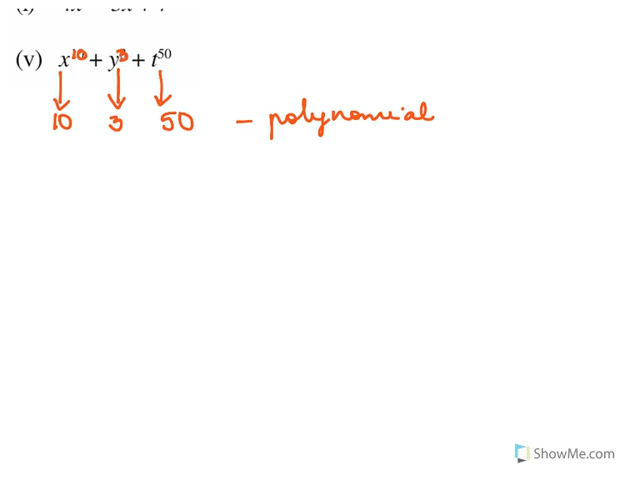 (v) x¹⁰ + y³ + t⁵⁰
10 3 50 – polynomial
ShowMe.com